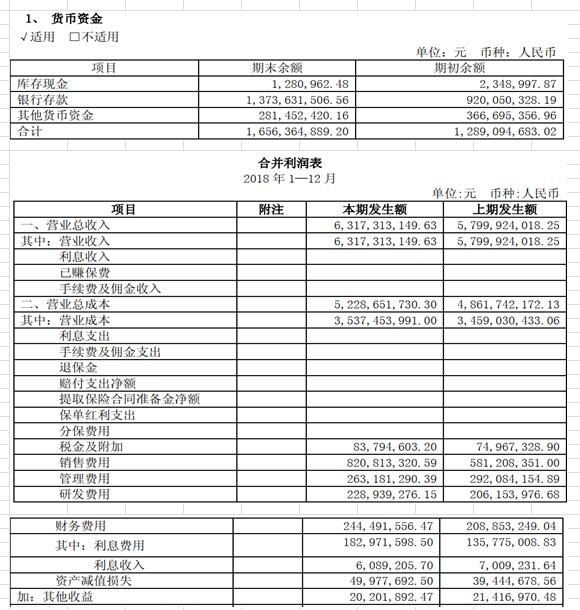 1、 货币资金
√适用 □不适用
单位：元 币种：人民币
项目 期末余额 期初余额
库存现金 1,280,962.48 2,348,997.87
银行存款 1,373,631,506.56 920,050,328.19
其他货币资金 281,452,420.16 366,695,356.96
合计 1,656,364,889.20 1,289,094,683.02
合并利润表
2018 年 1—12 月
单位:元 币种:人民币
项目 附注 本期发生额 上期发生额
一、营业总收入 6,317,313,149.63 5,799,924,018.25
其中：营业收入 6,317,313,149.63 5,799,924,018.25
利息收入
已赚保费
手续费及佣金收入
二、营业总成本 5,228,651,730.30 4,861,742,172.13
其中：营业成本 3,537,453,991.00 3,459,030,433.06
利息支出
手续费及佣金支出
退保金
赔付支出净额
提取保险合同准备金净额
保单红利支出
分保费用
税金及附加 83,794,603.20 74,967,328.90
销售费用 820,813,320.59 581,208,351.00
管理费用 263,181,290.39 292,084,154.89
研发费用 228,939,276.15 206,153,976.68
财务费用 244,491,556.47 208,853,249.04
其中：利息费用 182,971,598.50 135,775,008.83
利息收入 6,089,205.70 7,009,231.64
资产减值损失 49,977,692.50 39,444,678.56
加：其他收益 20,201,892.47 21,416,970.48